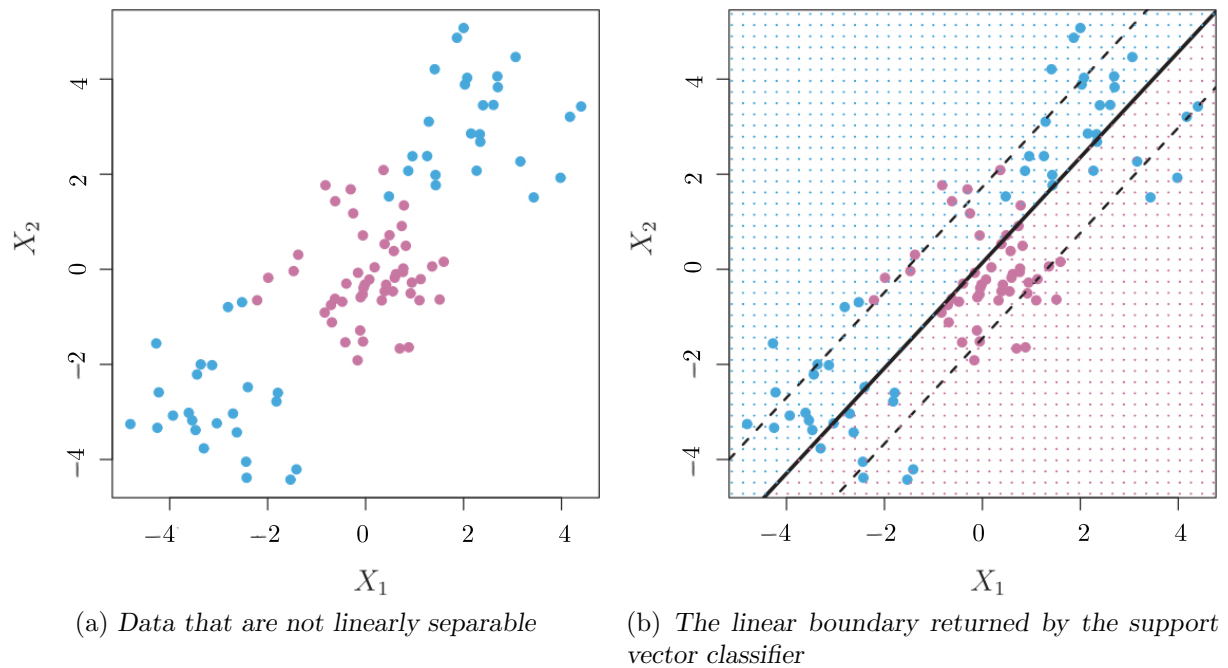 4
2
0
−2
−4
X2
−4
−2
0
2
4
X1
(a) Data that are not linearly separable
4
2
0
−2
−4
X2
−4
−2
0
2
4
X1
(b) The linear boundary returned by the support
vector classifier